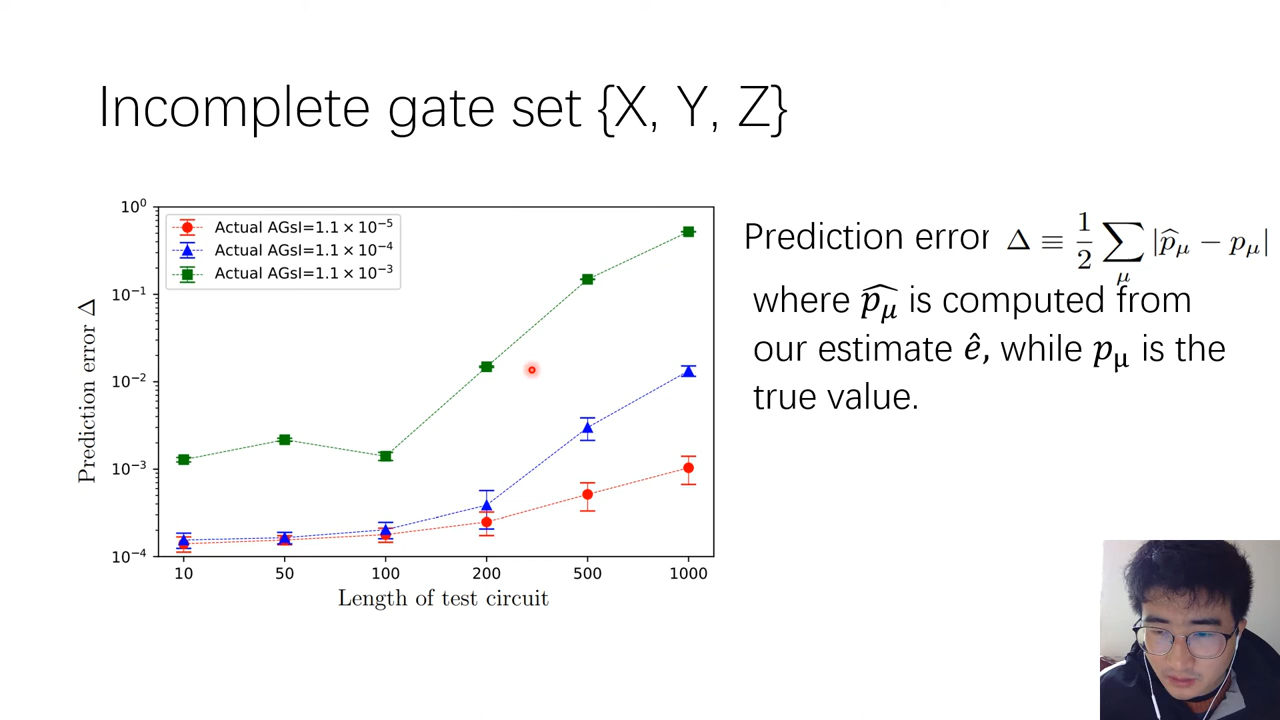 Incomplete gate set {X, Y, Z}
10⁰
10⁻¹
10⁻²
10⁻³
10⁻⁴
Prediction error Δ
Actual AGsI=1.1 × 10⁻⁵
Actual AGsI=1.1 × 10⁻⁴
Actual AGsI=1.1 × 10⁻³
10 50 100 200 500 1000
Length of test circuit
Prediction error Δ ≡ 1/2 ∑_μ |p̂_μ − p_μ|
where p̂_μ is computed from
our estimate ê, while p_μ is the
true value.